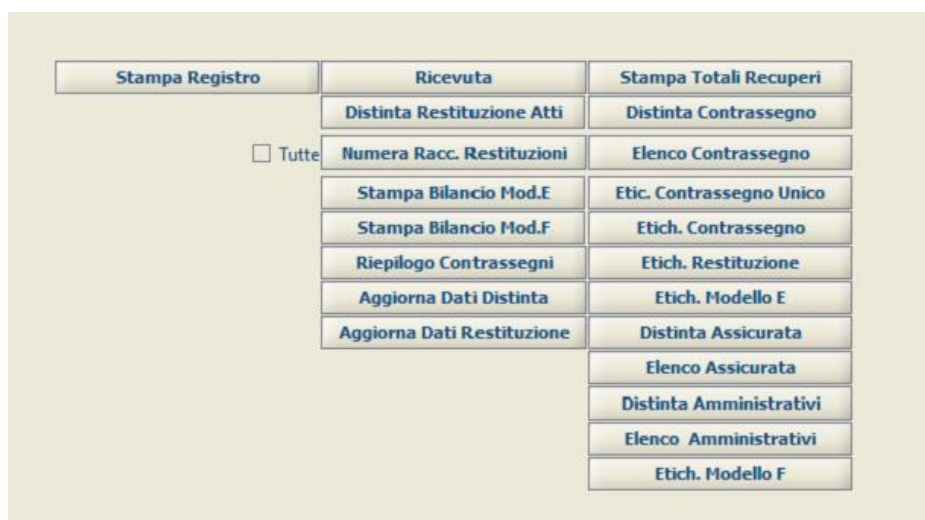 Stampa Registro Ricevuta Stampa Totali Recuperi
Distinta Restituzione Atti Distinta Contrassegno
Tutte Numera Racc. Restituzioni Elenco Contrassegno
Stampa Bilancio Mod.E Etic. Contrassegno Unico
Stampa Bilancio Mod.F Etich. Contrassegno
Riepilogo Contrassegni Etich. Restituzione
Aggiorna Dati Distinta Etich. Modello E
Aggiorna Dati Restituzione Distinta Assicurata
Elenco Assicurata
Distinta Amministrativi
Elenco Amministrativi
Etich. Modello F